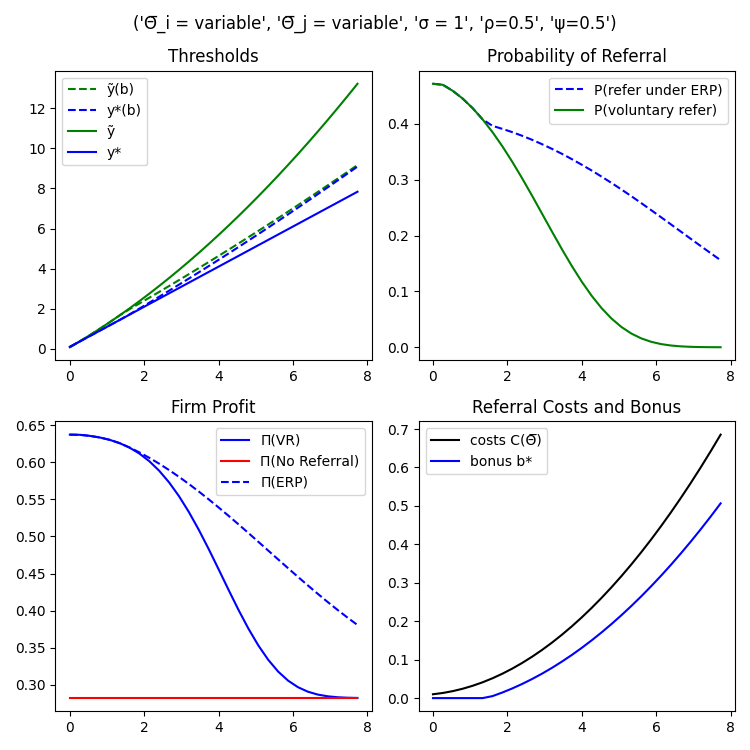 ('Θ̅_i = variable', 'Θ̅_j = variable', 'σ = 1', 'ρ=0.5', 'ψ=0.5')
Thresholds
ỹ(b)
y*(b)
ỹ
y*
12
10
8
6
4
2
0
0 2 4 6 8
Probability of Referral
P(refer under ERP)
P(voluntary refer)
0.4
0.3
0.2
0.1
0.0
0 2 4 6 8
Firm Profit
Π(VR)
Π(No Referral)
Π(ERP)
0.65
0.60
0.55
0.50
0.45
0.40
0.35
0.30
0 2 4 6 8
Referral Costs and Bonus
costs C(Θ̅)
bonus b*
0.7
0.6
0.5
0.4
0.3
0.2
0.1
0.0
0 2 4 6 8